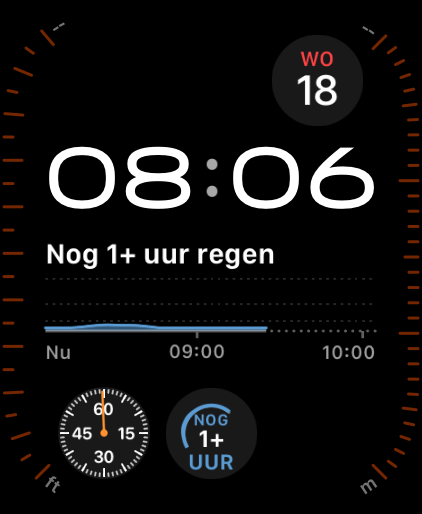 --
--
WO
18
08:06
Nog 1+ uur regen
Nu 09:00 10:00
60
45 15
30
NOG
1+
UUR
ft
m